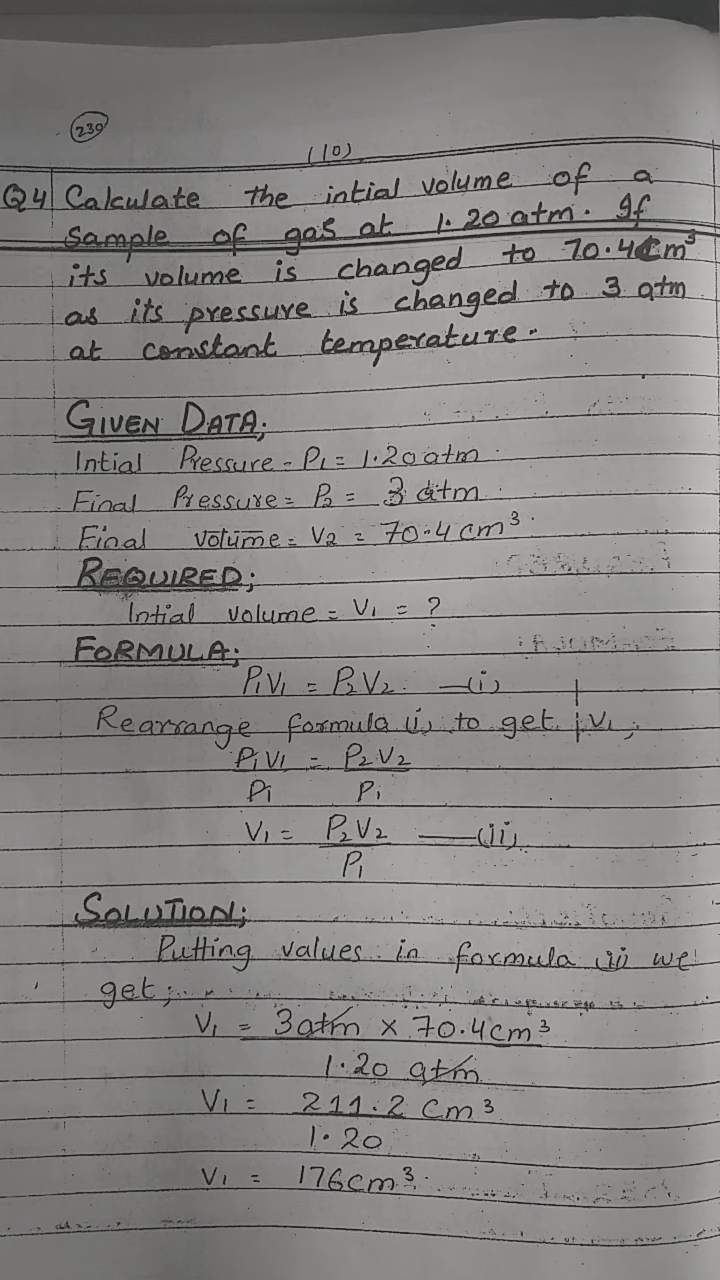 230
(10)
Q4 Calculate the intial volume of a
sample of gas at 1.20 atm. If
its volume is changed to 70.4cm³
as its pressure is changed to 3 atm
at constant temperature.
GIVEN DATA;
Intial Pressure = P₁ = 1.20 atm
Final Pressure = P₂ = 3 atm
Final volume = V₂ = 70.4 cm³.
REQUIRED;
Intial volume = V₁ = ?
FORMULA;
P₁V₁ = P₂V₂. —(i)
Rearrange formula (i) to get V₁;
P₁V₁ = P₂V₂
P₁ P₁
V₁ = P₂V₂ —(ii)
P₁
SOLUTION;
Putting values in formula (ii) we
get;
V₁ = 3 atm x 70.4cm³
1.20 atm
V₁ = 211.2 cm³
1.20
V₁ = 176cm³.